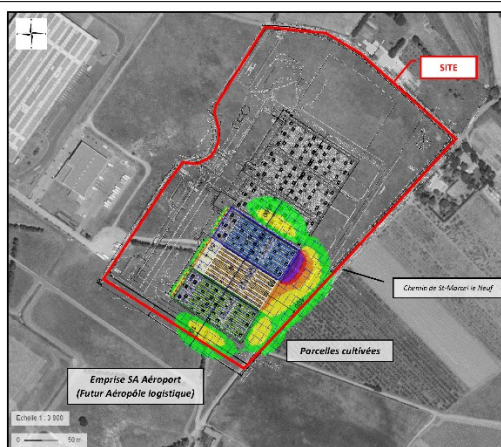 SITE
Chemin de St-Marcel le Neuf
Parcelles cultivées
Emprise SA Aéroport
(Futur Aéropôle logistique)
Echelle 1 : 3 900
0 50 m